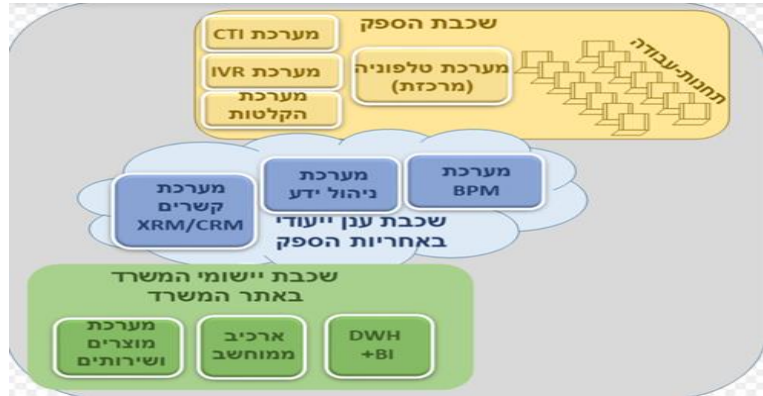 שכבת הספק
מערכת CTI
מערכת IVR
מערכת
הקלטות
מערכת טלפוניה
(מרכזת)
תחנות-עבודה
מערכת
BPM
מערכת
ניהול ידע
מערכת
קשרים
XRM/CRM
שכבת ענן ייעודי
באחריות הספק
שכבת יישומי המשרד
באתר המשרד
DWH
+BI
ארכיב
ממוחשב
מערכת
מוצרים
ושירותים